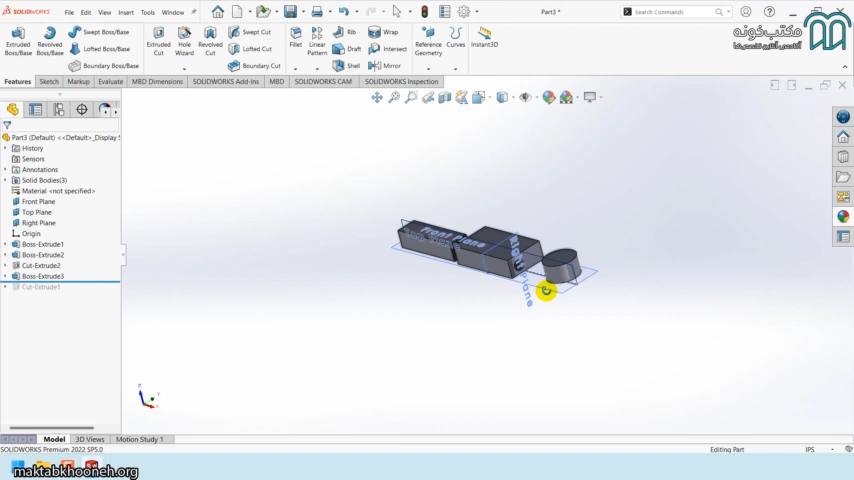 SOLIDWORKS
File Edit View Insert Tools Window
Part3 *
Search Commands
مکتب‌خونه
Extruded Boss/Base
Revolved Boss/Base
Swept Boss/Base
Lofted Boss/Base
Boundary Boss/Base
Extruded Cut
Hole Wizard
Revolved Cut
Swept Cut
Lofted Cut
Boundary Cut
Fillet
Linear Pattern
Rib
Draft
Shell
Wrap
Intersect
Mirror
Reference Geometry
Curves
Instant3D
Features Sketch Markup Evaluate MBD Dimensions SOLIDWORKS Add-Ins MBD SOLIDWORKS CAM SOLIDWORKS Inspection
Part3 (Default) <<Default>_Display S
History
Sensors
Annotations
Solid Bodies(3)
Material <not specified>
Front Plane
Top Plane
Right Plane
Origin
Boss-Extrude1
Boss-Extrude2
Cut-Extrude2
Boss-Extrude3
Cut-Extrude1
Front Plane
Top Plane
Right Plane
Model 3D Views Motion Study 1
SOLIDWORKS Premium 2022 SP5.0
Editing Part
IPS
maktabkhooneh.org